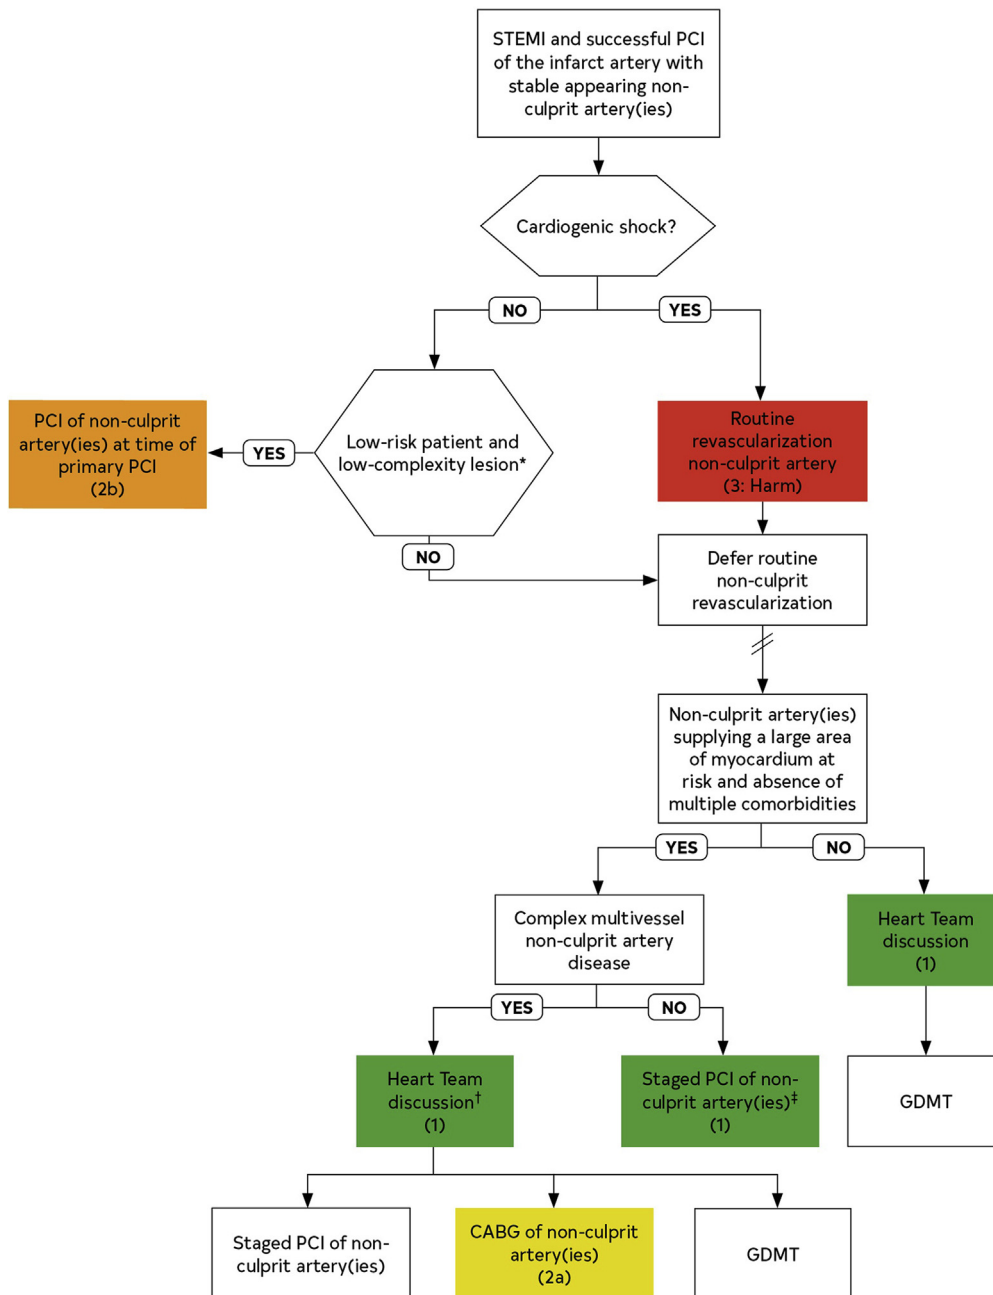 STEMI and successful PCI
of the infarct artery with
stable appearing non-
culprit artery(ies)
Cardiogenic shock?
NO
YES
PCI of non-culprit
artery(ies) at time of
primary PCI
(2b)
YES
Low-risk patient and
low-complexity lesion*
Routine
revascularization
non-culprit artery
(3: Harm)
NO
Defer routine
non-culprit
revascularization
Non-culprit artery(ies)
supplying a large area
of myocardium at
risk and absence of
multiple comorbidities
YES
NO
Complex multivessel
non-culprit artery
disease
Heart Team
discussion
(1)
YES
NO
Heart Team
discussion†
(1)
Staged PCI of non-
culprit artery(ies)‡
(1)
GDMT
Staged PCI of non-
culprit artery(ies)
CABG of non-culprit
artery(ies)
(2a)
GDMT